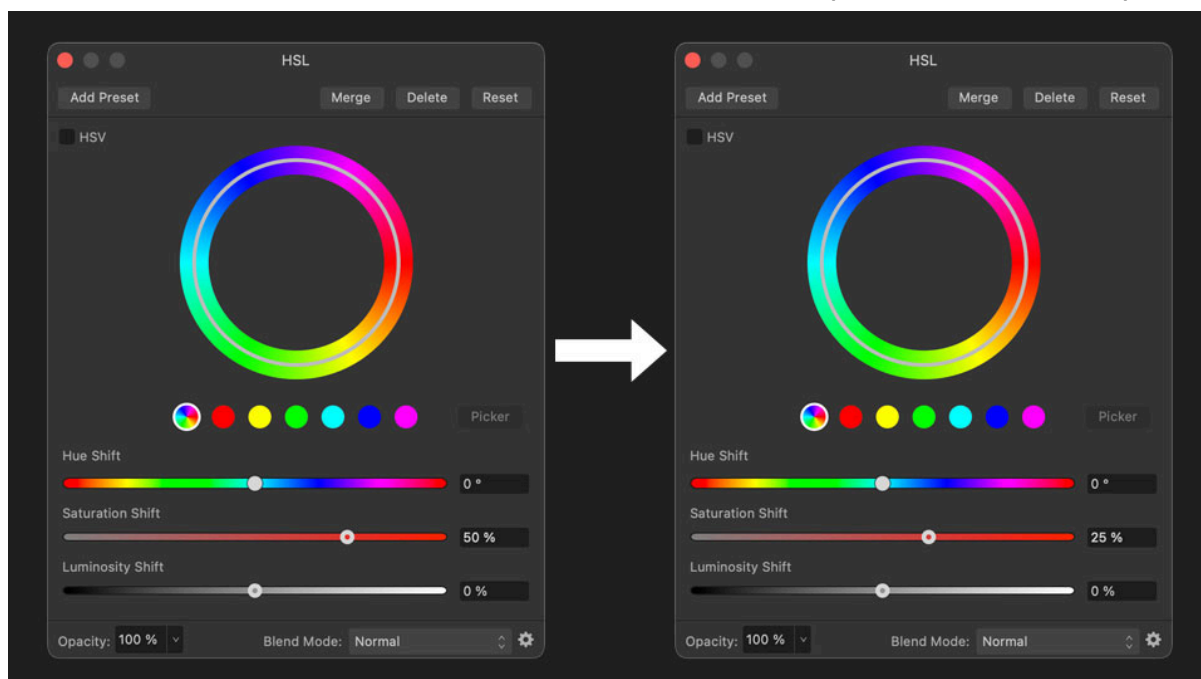 HSL
Add Preset Merge Delete Reset
HSV
Picker
Hue Shift
0 °
Saturation Shift
50 %
Luminosity Shift
0 %
Opacity: 100 % Blend Mode: Normal
HSL
Add Preset Merge Delete Reset
HSV
Picker
Hue Shift
0 °
Saturation Shift
25 %
Luminosity Shift
0 %
Opacity: 100 % Blend Mode: Normal